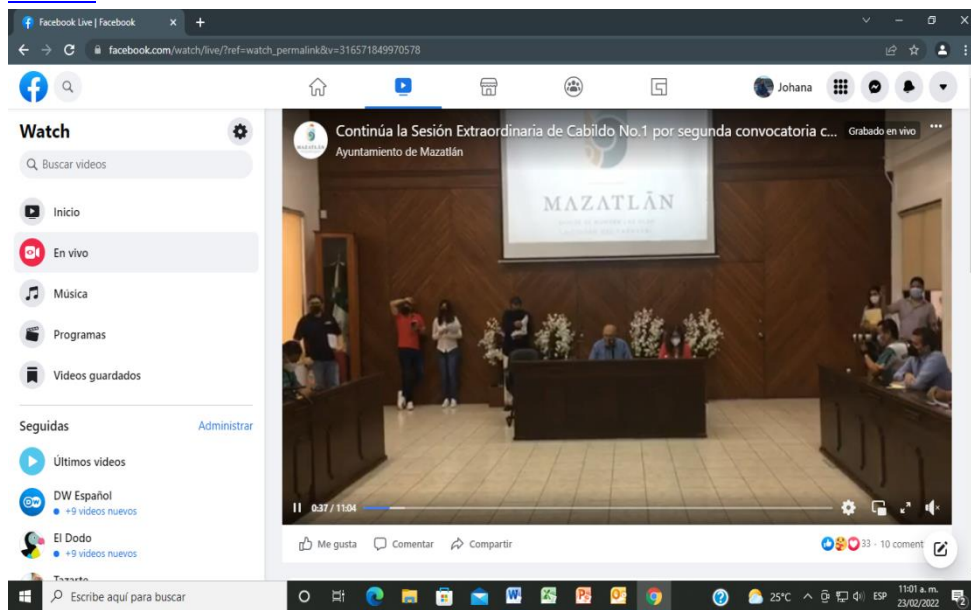 Facebook Live | Facebook
facebook.com/watch/live/?ref=watch_permalink&v=316571849970578
Johana
Watch
Buscar videos
Inicio
En vivo
Música
Programas
Videos guardados
Seguidas
Administrar
Últimos videos
DW Español
+9 videos nuevos
El Dodo
+9 videos nuevos
Continúa la Sesión Extraordinaria de Cabildo No.1 por segunda convocatoria c...
Grabado en vivo
Ayuntamiento de Mazatlán
MAZATLĀN
0:37 / 11:04
Me gusta
Comentar
Compartir
33 · 10 coment
Escribe aquí para buscar
25°C
ESP
11:01 a. m.
23/02/2022